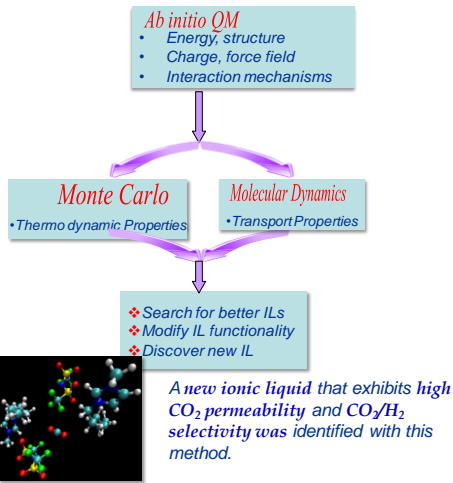 Ab initio QM
• Energy, structure
• Charge, force field
• Interaction mechanisms
Monte Carlo
•Thermo dynamic Properties
Molecular Dynamics
•Transport Properties
❖Search for better ILs
❖Modify IL functionality
❖Discover new IL
A new ionic liquid that exhibits high
CO₂ permeability and CO₂/H₂
selectivity was identified with this
method.